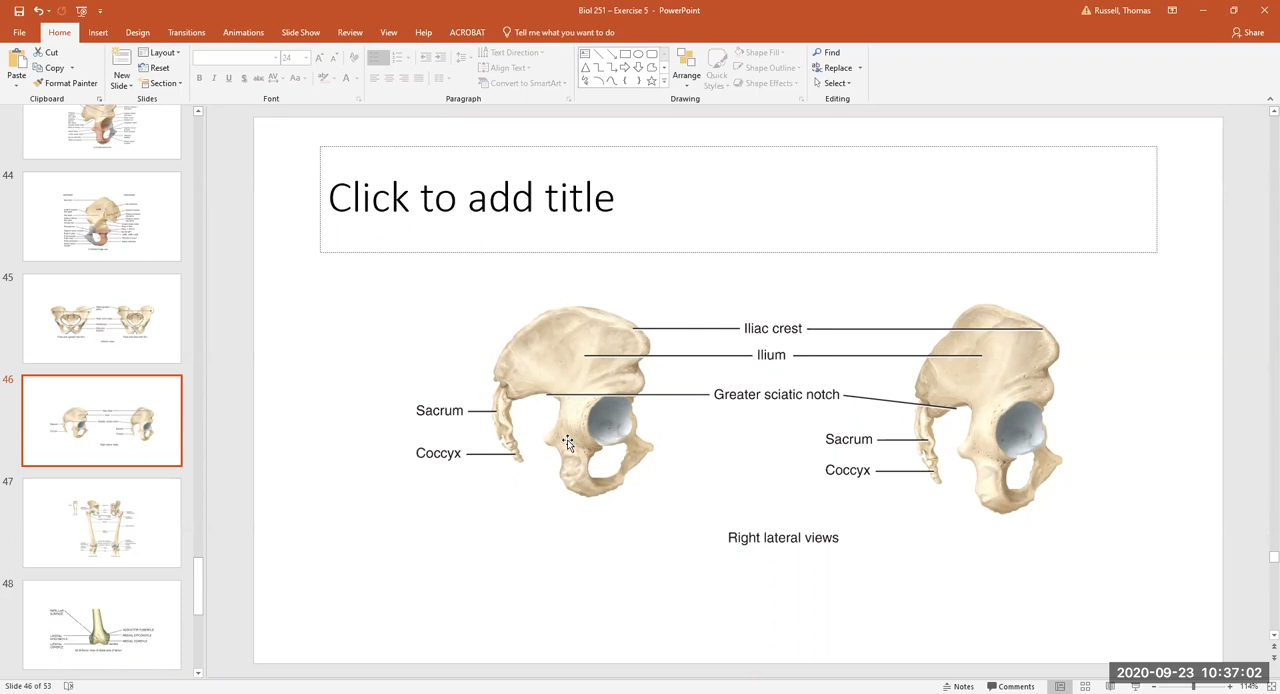 Biol 251 – Exercise 5 - PowerPoint
Russell, Thomas
File Home Insert Design Transitions Animations Slide Show Review View Help ACROBAT Tell me what you want to do Share
Paste Cut Copy Format Painter Clipboard
New Slide Layout Reset Section Slides
24 Font
B I U S abc AV Aa A
Text Direction Align Text Convert to SmartArt Paragraph
Arrange Quick Styles Shape Fill Shape Outline Shape Effects Drawing
Find Replace Select Editing
44
45
46
47
48
Click to add title
Iliac crest
Ilium
Greater sciatic notch
Sacrum
Coccyx
Sacrum
Coccyx
Right lateral views
2020-09-23 10:37:02
Slide 46 of 53
Notes Comments 114%